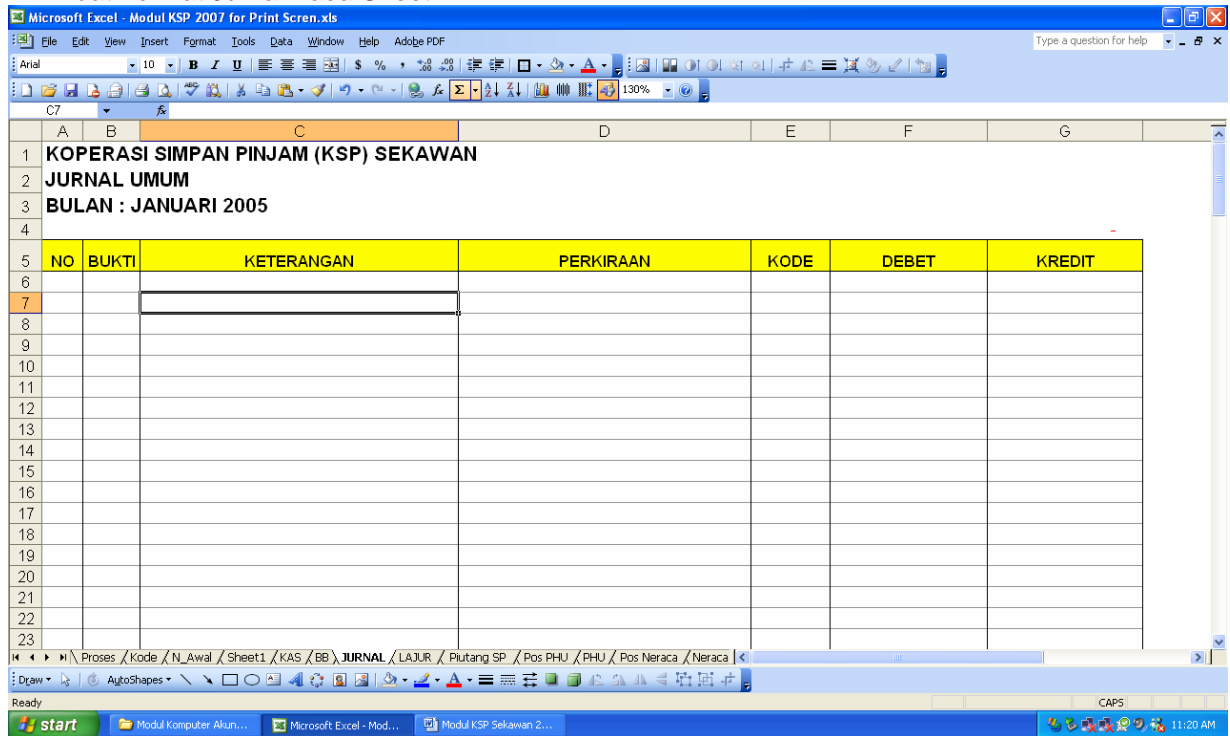 Microsoft Excel - Modul KSP 2007 for Print Scren.xls
File Edit View Insert Format Tools Data Window Help Adobe PDF Type a question for help
Arial 10 B I U $ % ,
Σ 130%
C7 fx
A B C D E F G
1 KOPERASI SIMPAN PINJAM (KSP) SEKAWAN
2 JURNAL UMUM
3 BULAN : JANUARI 2005
4 -
5 NO BUKTI KETERANGAN PERKIRAAN KODE DEBET KREDIT
6
7
8
9
10
11
12
13
14
15
16
17
18
19
20
21
22
23
Proses / Kode / N_Awal / Sheet1 / KAS / BB \ JURNAL / LAJUR / Piutang SP / Pos PHU / PHU / Pos Neraca / Neraca
Draw AutoShapes
Ready CAPS
start Modul Komputer Akun... Microsoft Excel - Mod... Modul KSP Sekawan 2... 11:20 AM